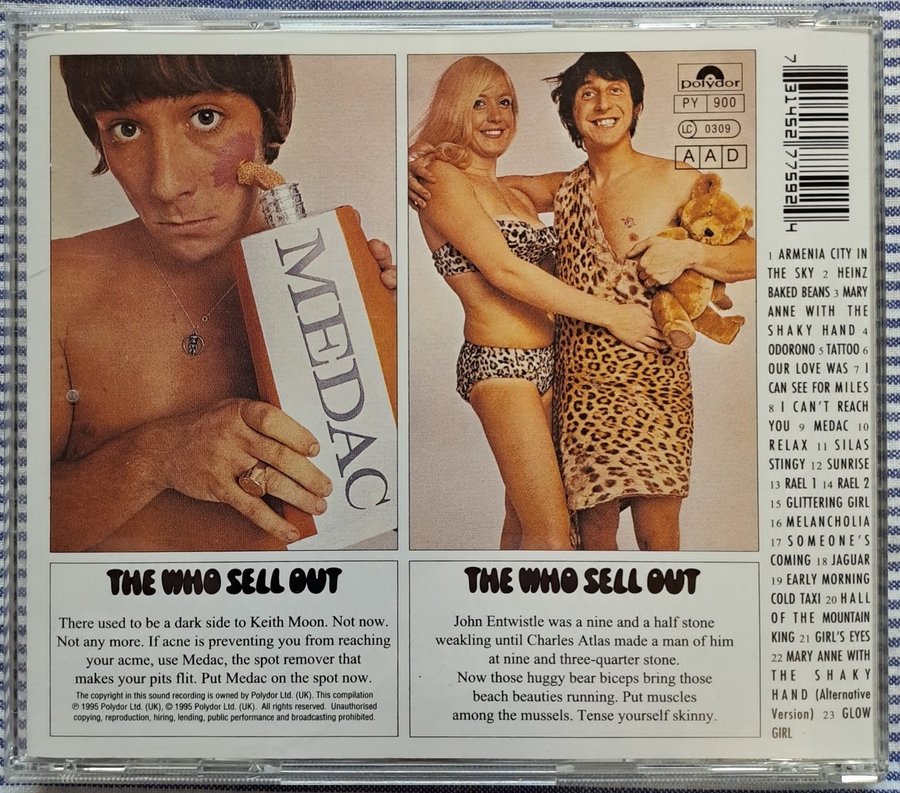 MEDAC
THE WHO SELL OUT
There used to be a dark side to Keith Moon. Not now.
Not any more. If acne is preventing you from reaching
your acme, use Medac, the spot remover that
makes your pits flit. Put Medac on the spot now.
The copyright in this sound recording is owned by Polydor Ltd. (UK). This compilation
℗ 1995 Polydor Ltd. (UK), © 1995 Polydor Ltd. (UK). All rights reserved. Unauthorised
copying, reproduction, hiring, lending, public performance and broadcasting prohibited.
THE WHO SELL OUT
John Entwistle was a nine and a half stone
weakling until Charles Atlas made a man of him
at nine and three-quarter stone.
Now those huggy bear biceps bring those
beach beauties running. Put muscles
among the mussels. Tense yourself skinny.
polydor
PY 900
LC 0309
A A D
7 31452 77592 4
1 ARMENIA CITY IN
THE SKY 2 HEINZ
BAKED BEANS 3 MARY
ANNE WITH THE
SHAKY HAND 4
ODORONO 5 TATTOO 6
OUR LOVE WAS 7 I
CAN SEE FOR MILES
8 I CAN'T REACH
YOU 9 MEDAC 10
RELAX 11 SILAS
STINGY 12 SUNRISE
13 RAEL 1 14 RAEL 2
15 GLITTERING GIRL
16 MELANCHOLIA
17 SOMEONE'S
COMING 18 JAGUAR
19 EARLY MORNING
COLD TAXI 20 HALL
OF THE MOUNTAIN
KING 21 GIRL'S EYES
22 MARY ANNE WITH
THE SHAKY
HAND (Alternative
Version) 23 GLOW
GIRL